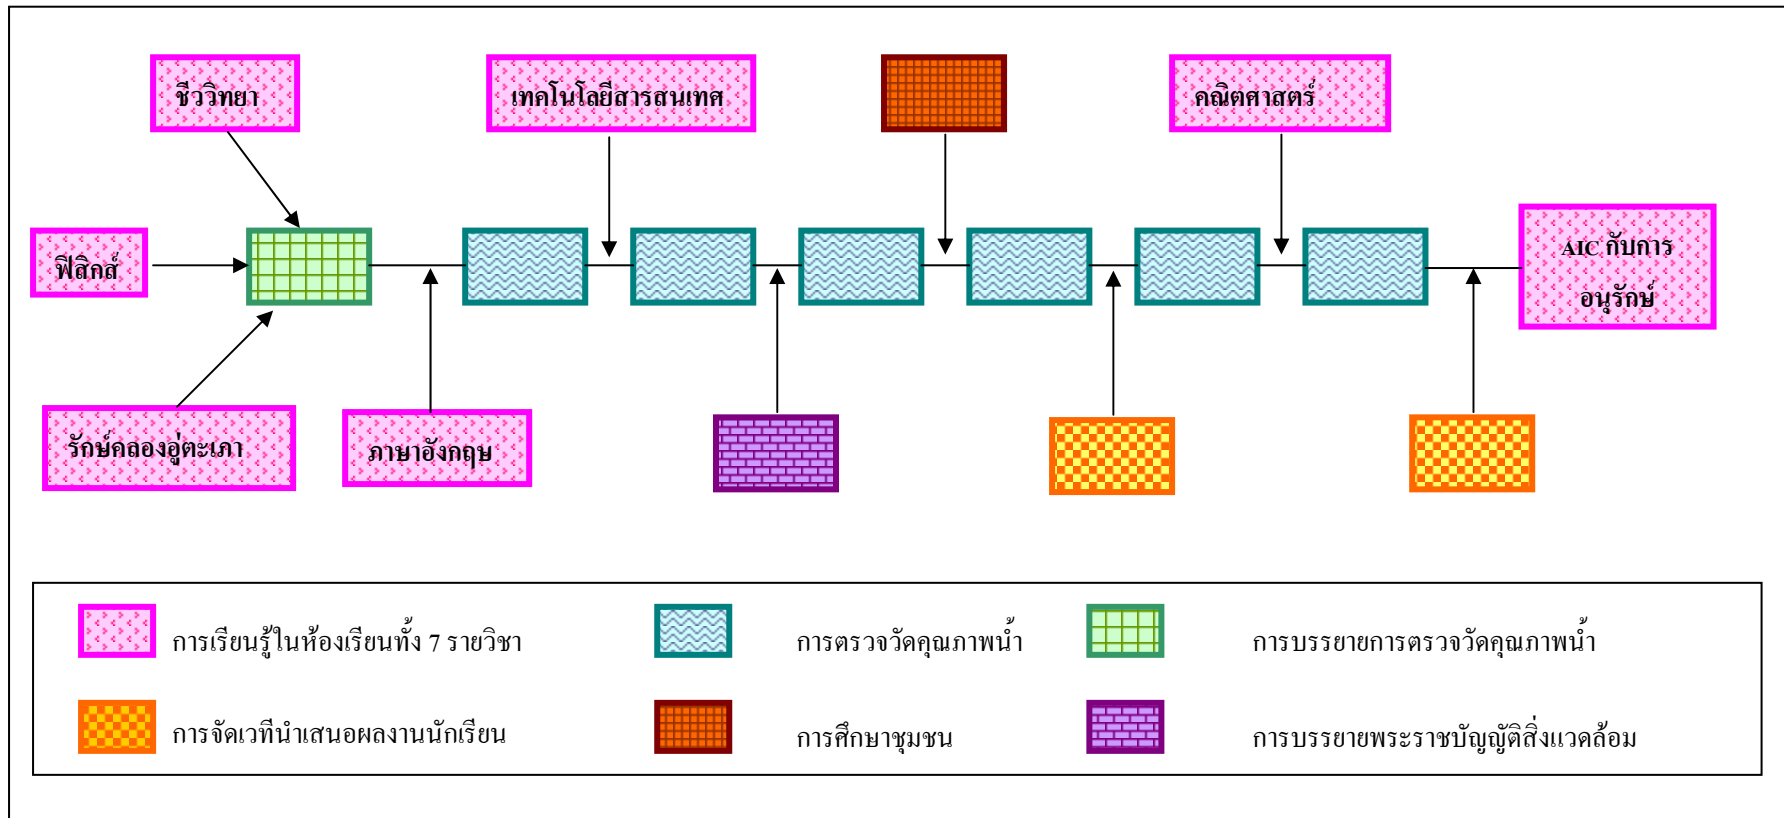 ชีววิทยา
เทคโนโลยีสารสนเทศ
คณิตศาสตร์
ฟิสิกส์
AIC กับการ
อนุรักษ์
รักษ์คลองอู่ตะเภา
ภาษาอังกฤษ
การเรียนรู้ในห้องเรียนทั้ง 7 รายวิชา
การตรวจวัดคุณภาพน้ำ
การบรรยายการตรวจวัดคุณภาพน้ำ
การจัดเวทีนำเสนอผลงานนักเรียน
การศึกษาชุมชน
การบรรยายพระราชบัญญัติสิ่งแวดล้อม